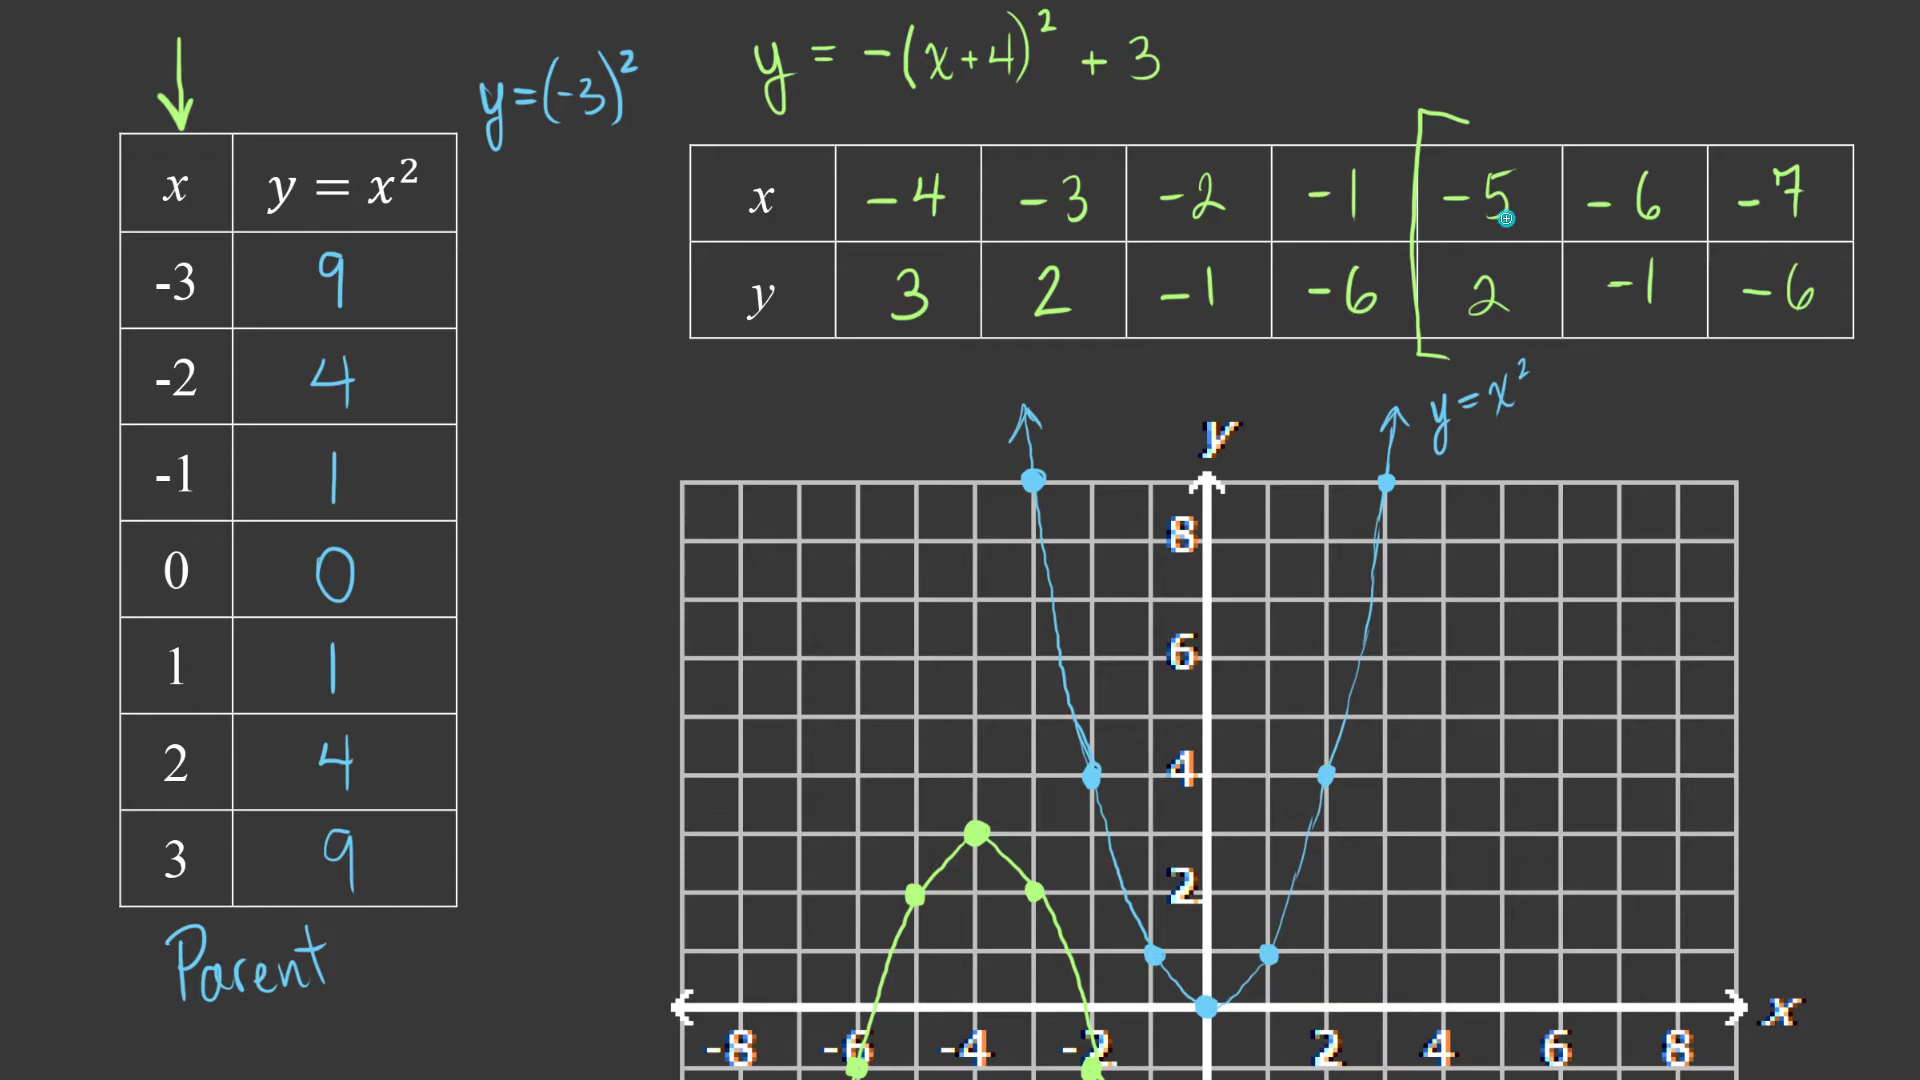 y = (-3)²
y = -(x+4)² + 3
x y = x²
-3 9
-2 4
-1 1
0 0
1 1
2 4
3 9
Parent
x -4 -3 -2 -1 -5 -6 -7
y 3 2 -1 -6 2 -1 -6
y = x²
y
8
6
4
2
-8 -6 -4 -2 2 4 6 8
x